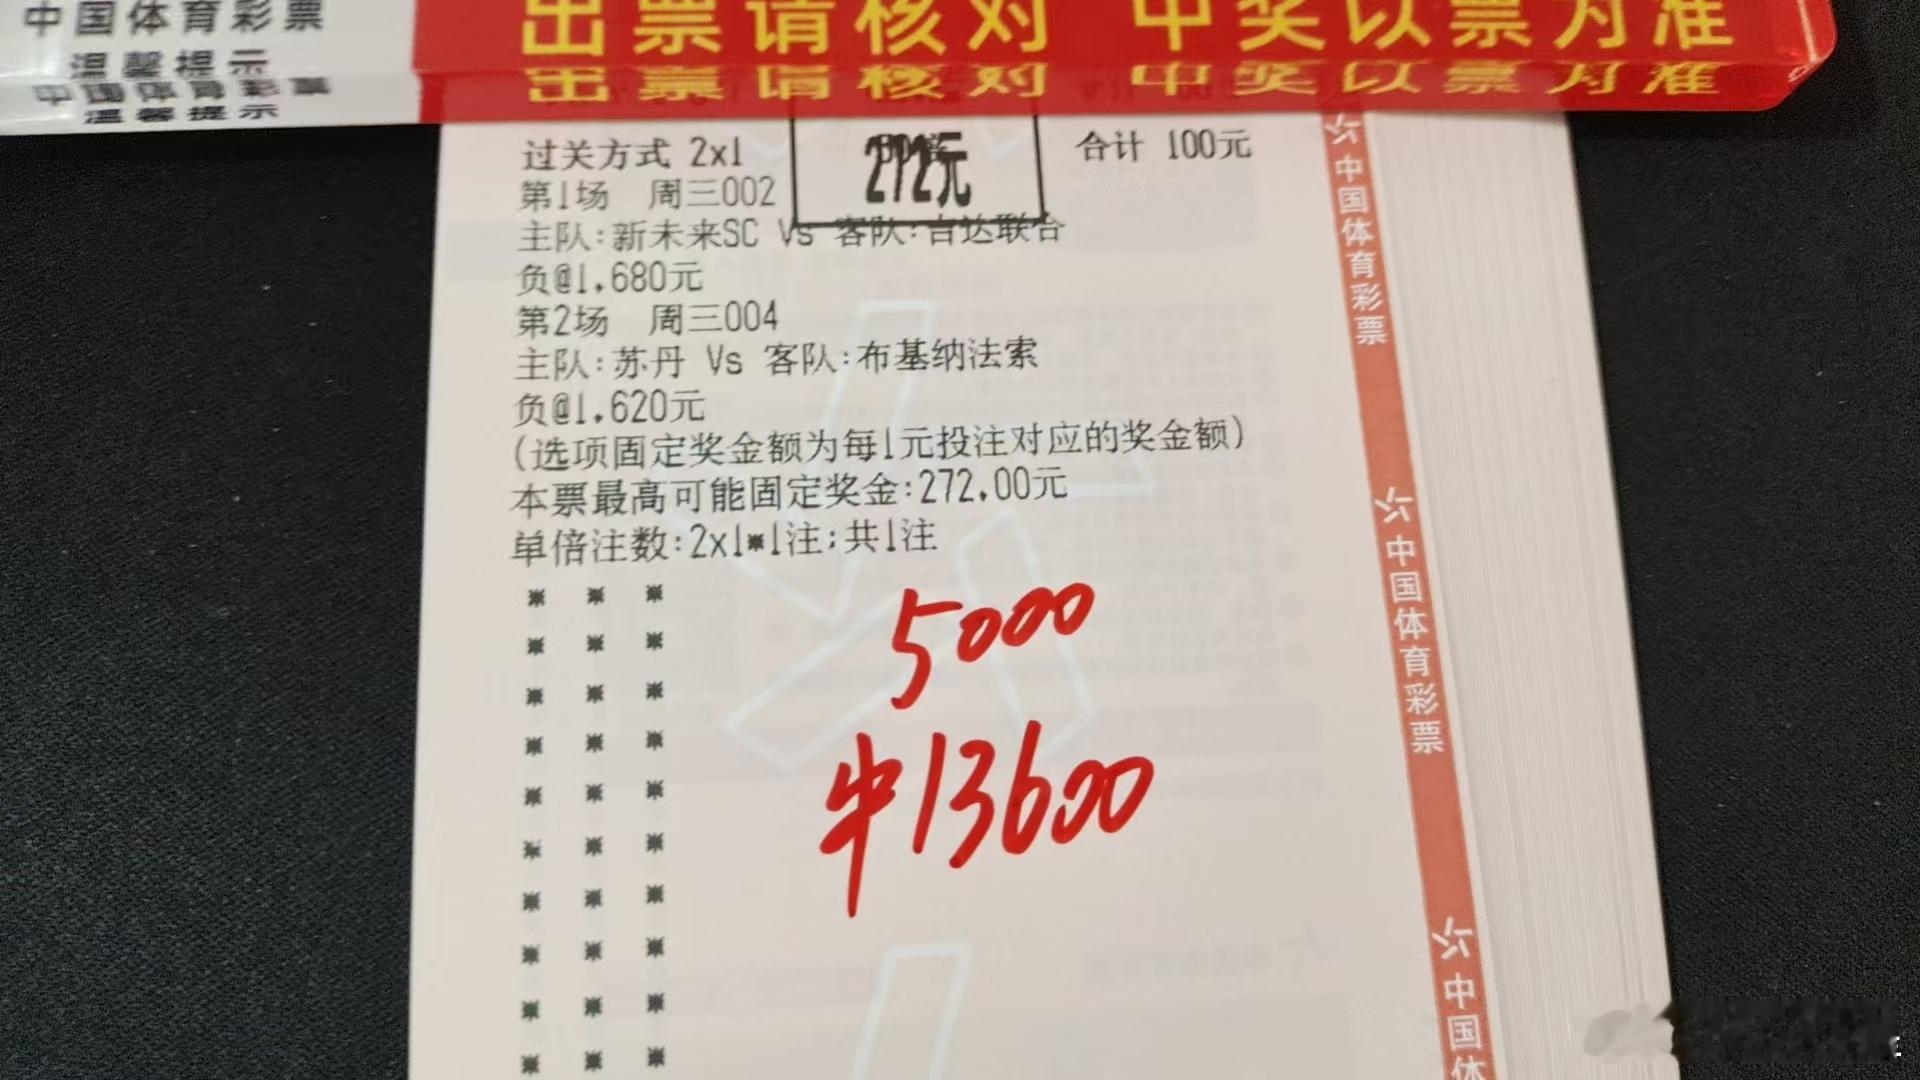 中国体育彩票
温馨提示
出票请核对 中奖以票为准
中国体育彩票
温馨提示
出票请核对 中奖以票为准
过关方式 2x1
272元
合计 100元
第1场 周三002
主队:新未来SC Vs 客队:吉达联合
负@1.680元
第2场 周三004
主队:苏丹 Vs 客队:布基纳法索
负@1.620元
(选项固定奖金额为每1元投注对应的奖金额)
本票最高可能固定奖金:272.00元
单倍注数:2x1*1注;共1注
5000
中13600
中国体育彩票
中国体育彩票
中国体